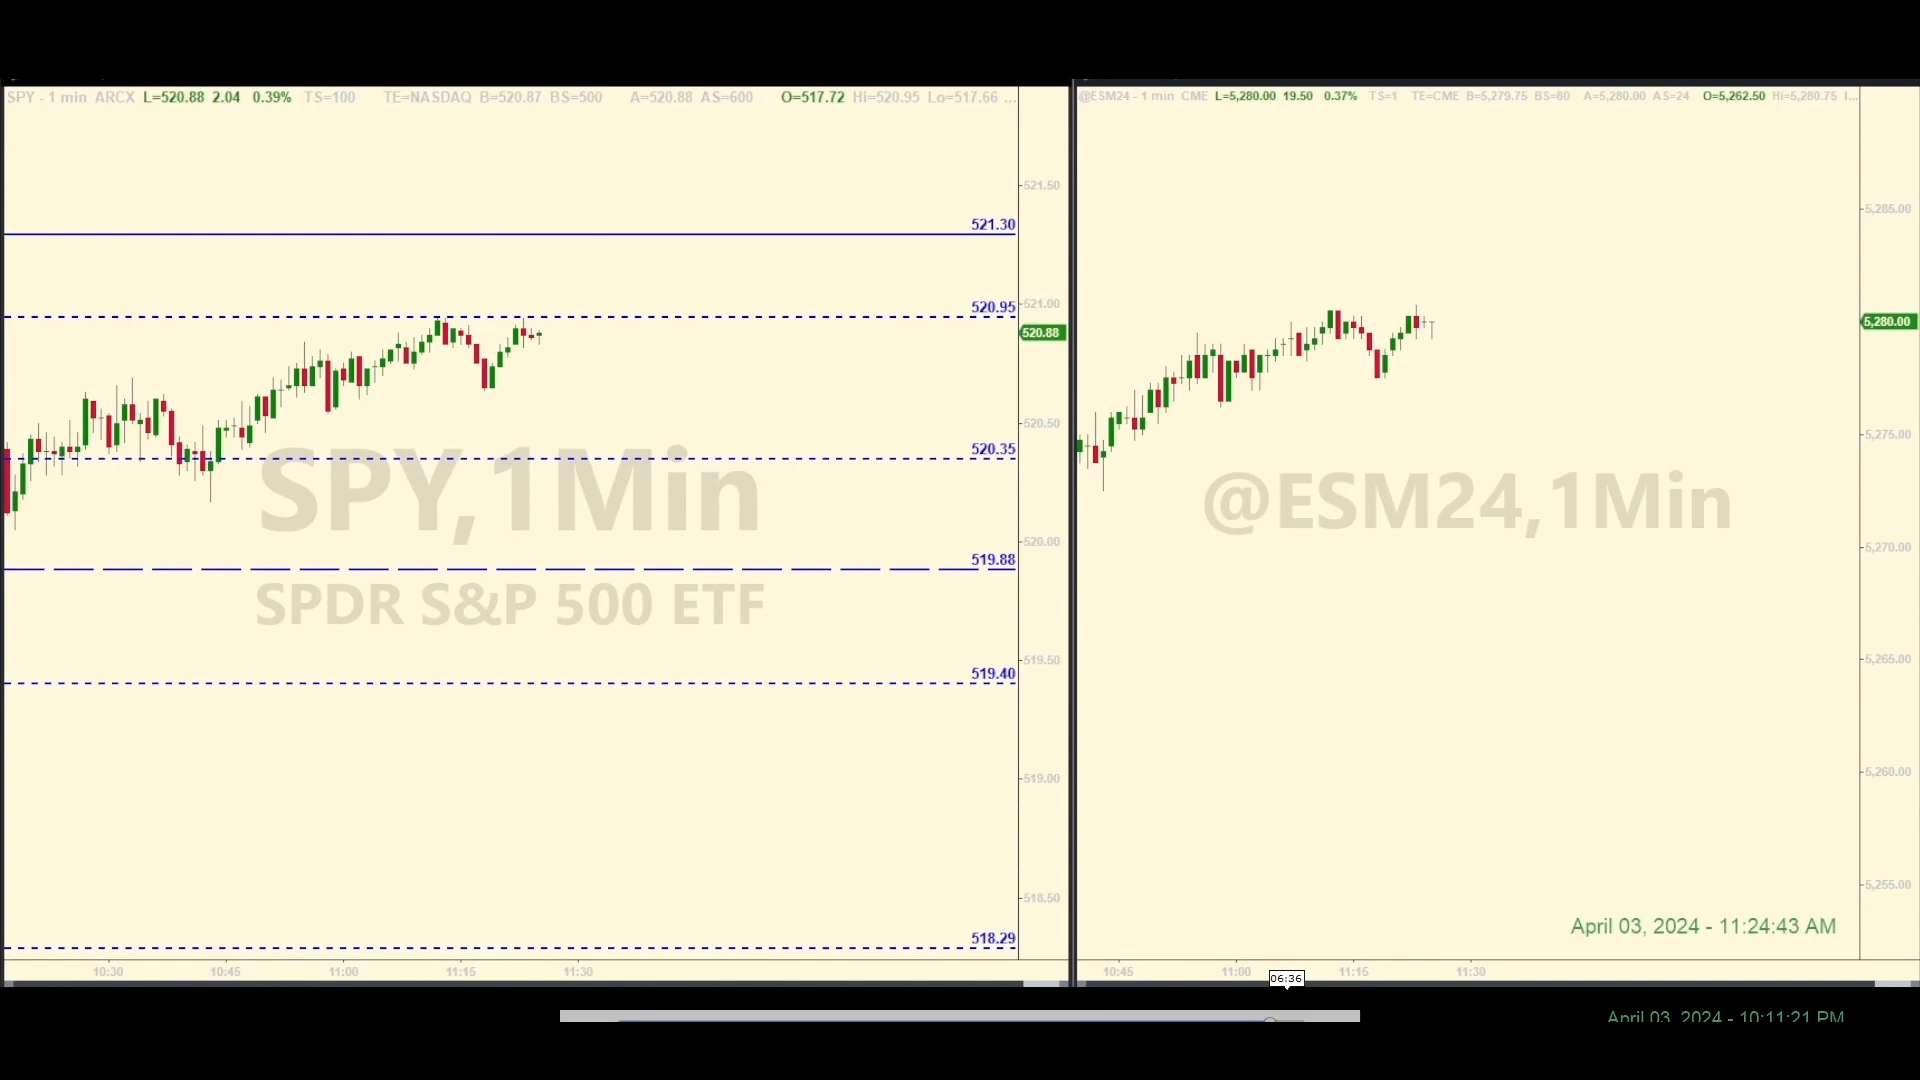 SPY - 1 min ARCX L=520.88 2.04 0.39% TS=100 TE=NASDAQ B=520.87 BS=500 A=520.88 AS=600 O=517.72 Hi=520.95 Lo=517.66 ...
521.50
521.30
521.00
520.95
520.88
520.50
520.35
520.00
519.88
519.50
519.40
519.00
518.50
518.29
SPY,1Min
SPDR S&P 500 ETF
10:30 10:45 11:00 11:15 11:30
@ESM24 - 1 min CME L=5,280.00 19.50 0.37% TS=1 TE=CME B=5,279.75 BS=80 A=5,280.00 AS=24 O=5,262.50 Hi=5,280.75
5,285.00
5,280.00
5,275.00
5,270.00
5,265.00
5,260.00
5,255.00
@ESM24,1Min
April 03, 2024 - 11:24:43 AM
10:45 11:00 11:15 11:30
06:36
April 03, 2024 - 10:11:21 PM